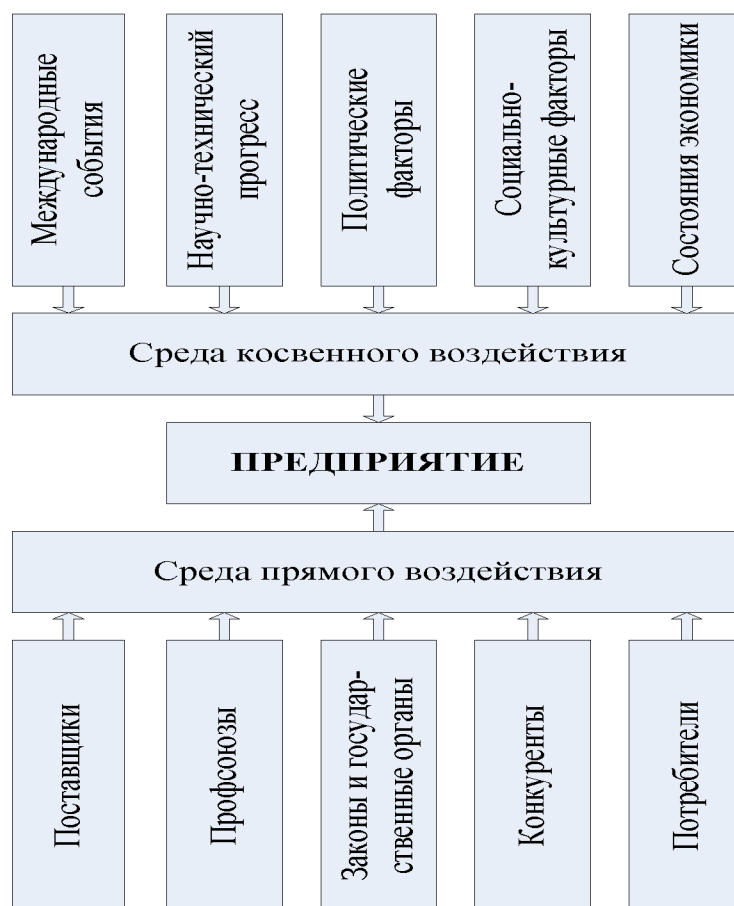 Международные
события
Научно-технический
прогресс
Политические
факторы
Социально-
культурные факторы
Состояния экономики
Среда косвенного воздействия
ПРЕДПРИЯТИЕ
Среда прямого воздействия
Поставщики
Профсоюзы
Законы и государ-
ственные органы
Конкуренты
Потребители